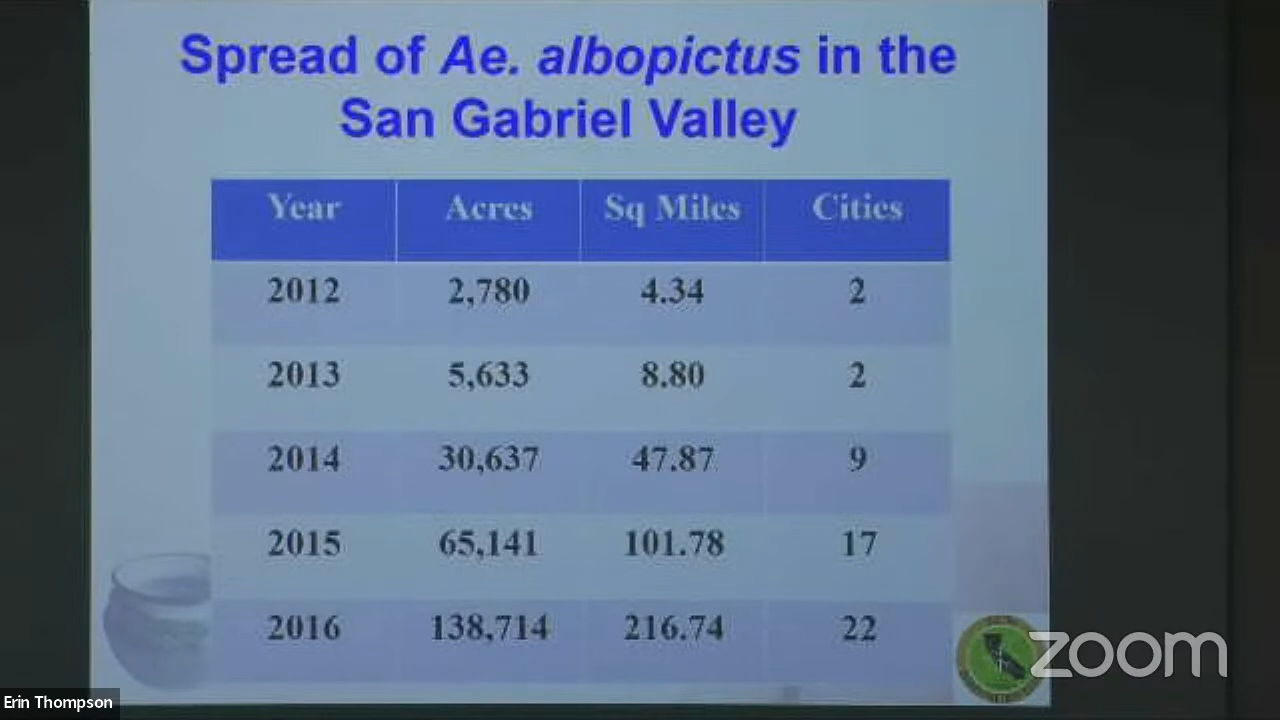 Spread of Ae. albopictus in the
San Gabriel Valley
Year Acres Sq Miles Cities
2012 2,780 4.34 2
2013 5,633 8.80 2
2014 30,637 47.87 9
2015 65,141 101.78 17
2016 138,714 216.74 22
zoom
Erin Thompson